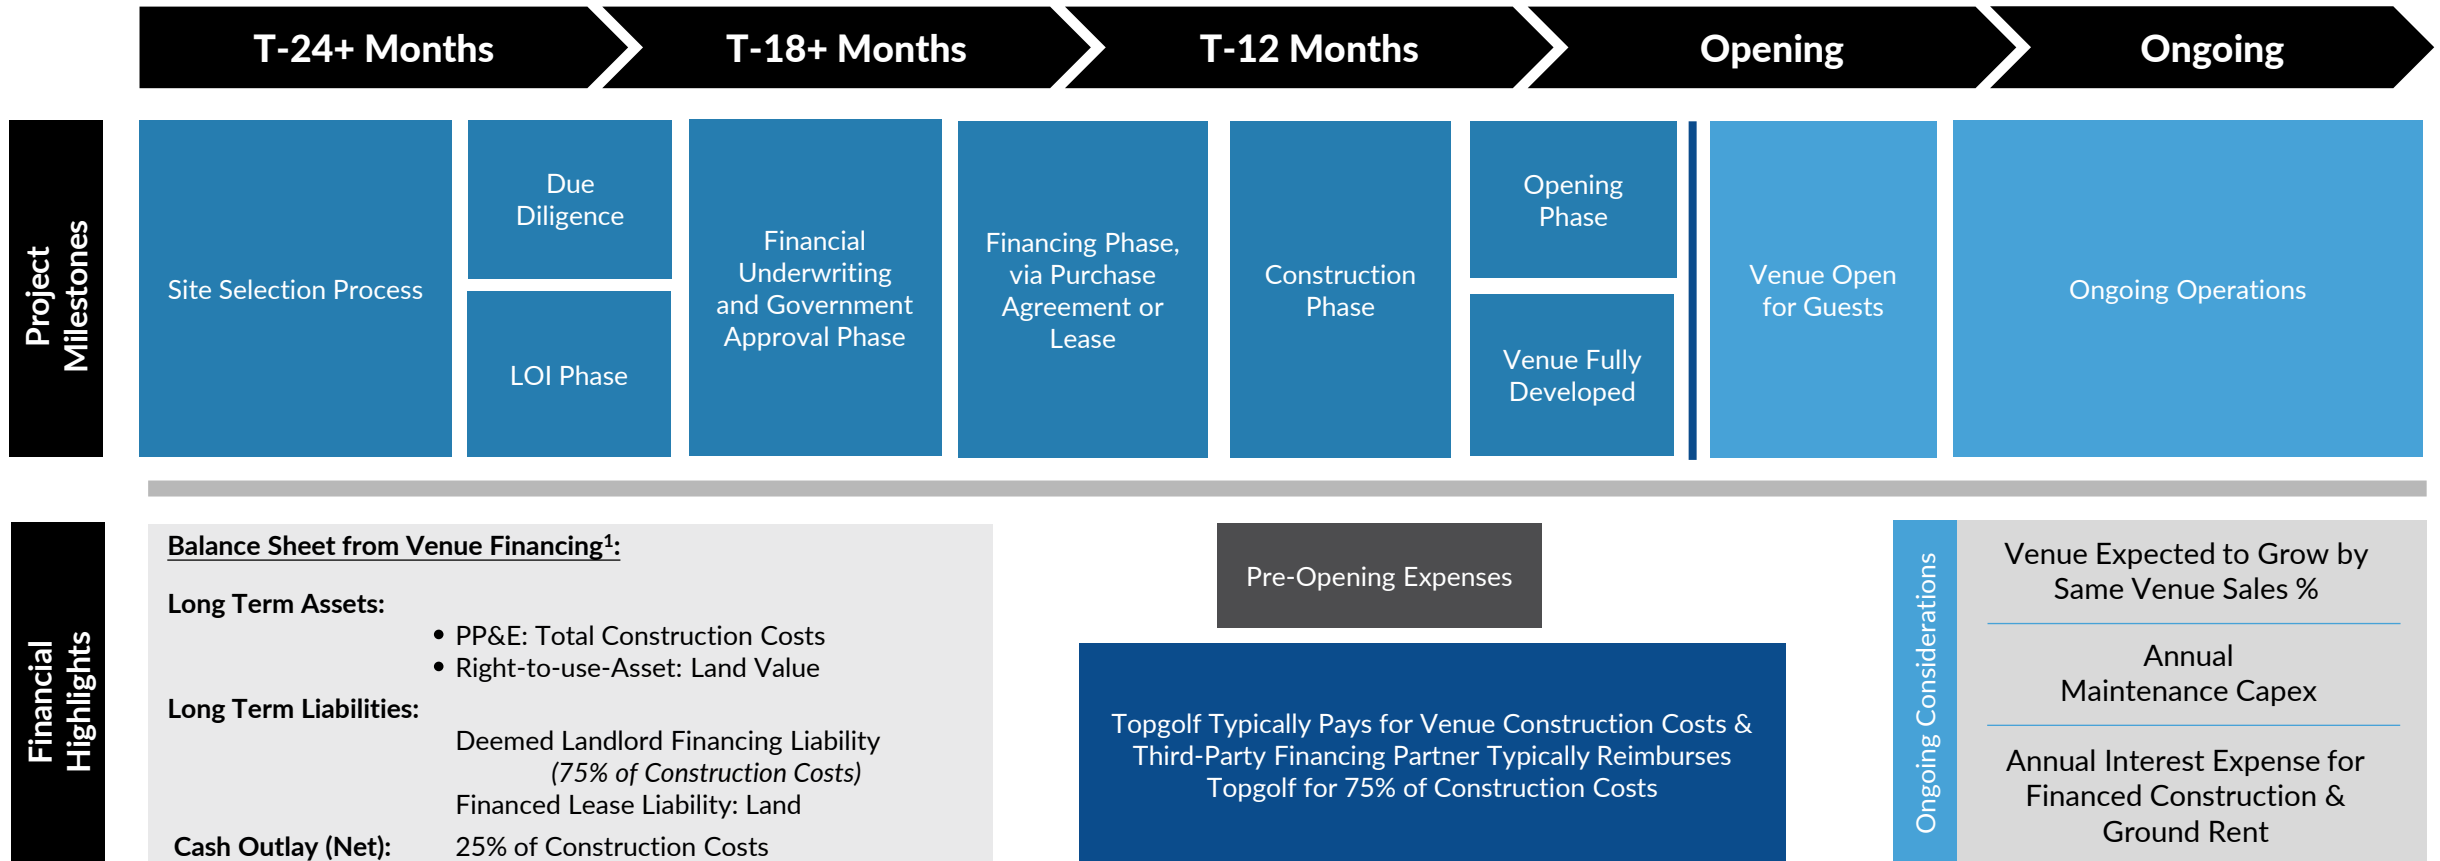 T-24+ Months
T-18+ Months
T-12 Months
Opening
Ongoing
Project
Milestones
Site Selection Process
Due
Diligence
LOI Phase
Financial
Underwriting
and Government
Approval Phase
Financing Phase,
via Purchase
Agreement or
Lease
Construction
Phase
Opening
Phase
Venue Fully
Developed
Venue Open
for Guests
Ongoing Operations
Financial
Highlights
Balance Sheet from Venue Financing¹:
Long Term Assets:
• PP&E: Total Construction Costs
• Right-to-use-Asset: Land Value
Long Term Liabilities:
Deemed Landlord Financing Liability
(75% of Construction Costs)
Financed Lease Liability: Land
Cash Outlay (Net): 25% of Construction Costs
Pre-Opening Expenses
Topgolf Typically Pays for Venue Construction Costs &
Third-Party Financing Partner Typically Reimburses
Topgolf for 75% of Construction Costs
Ongoing Considerations
Venue Expected to Grow by
Same Venue Sales %
Annual
Maintenance Capex
Annual Interest Expense for
Financed Construction &
Ground Rent